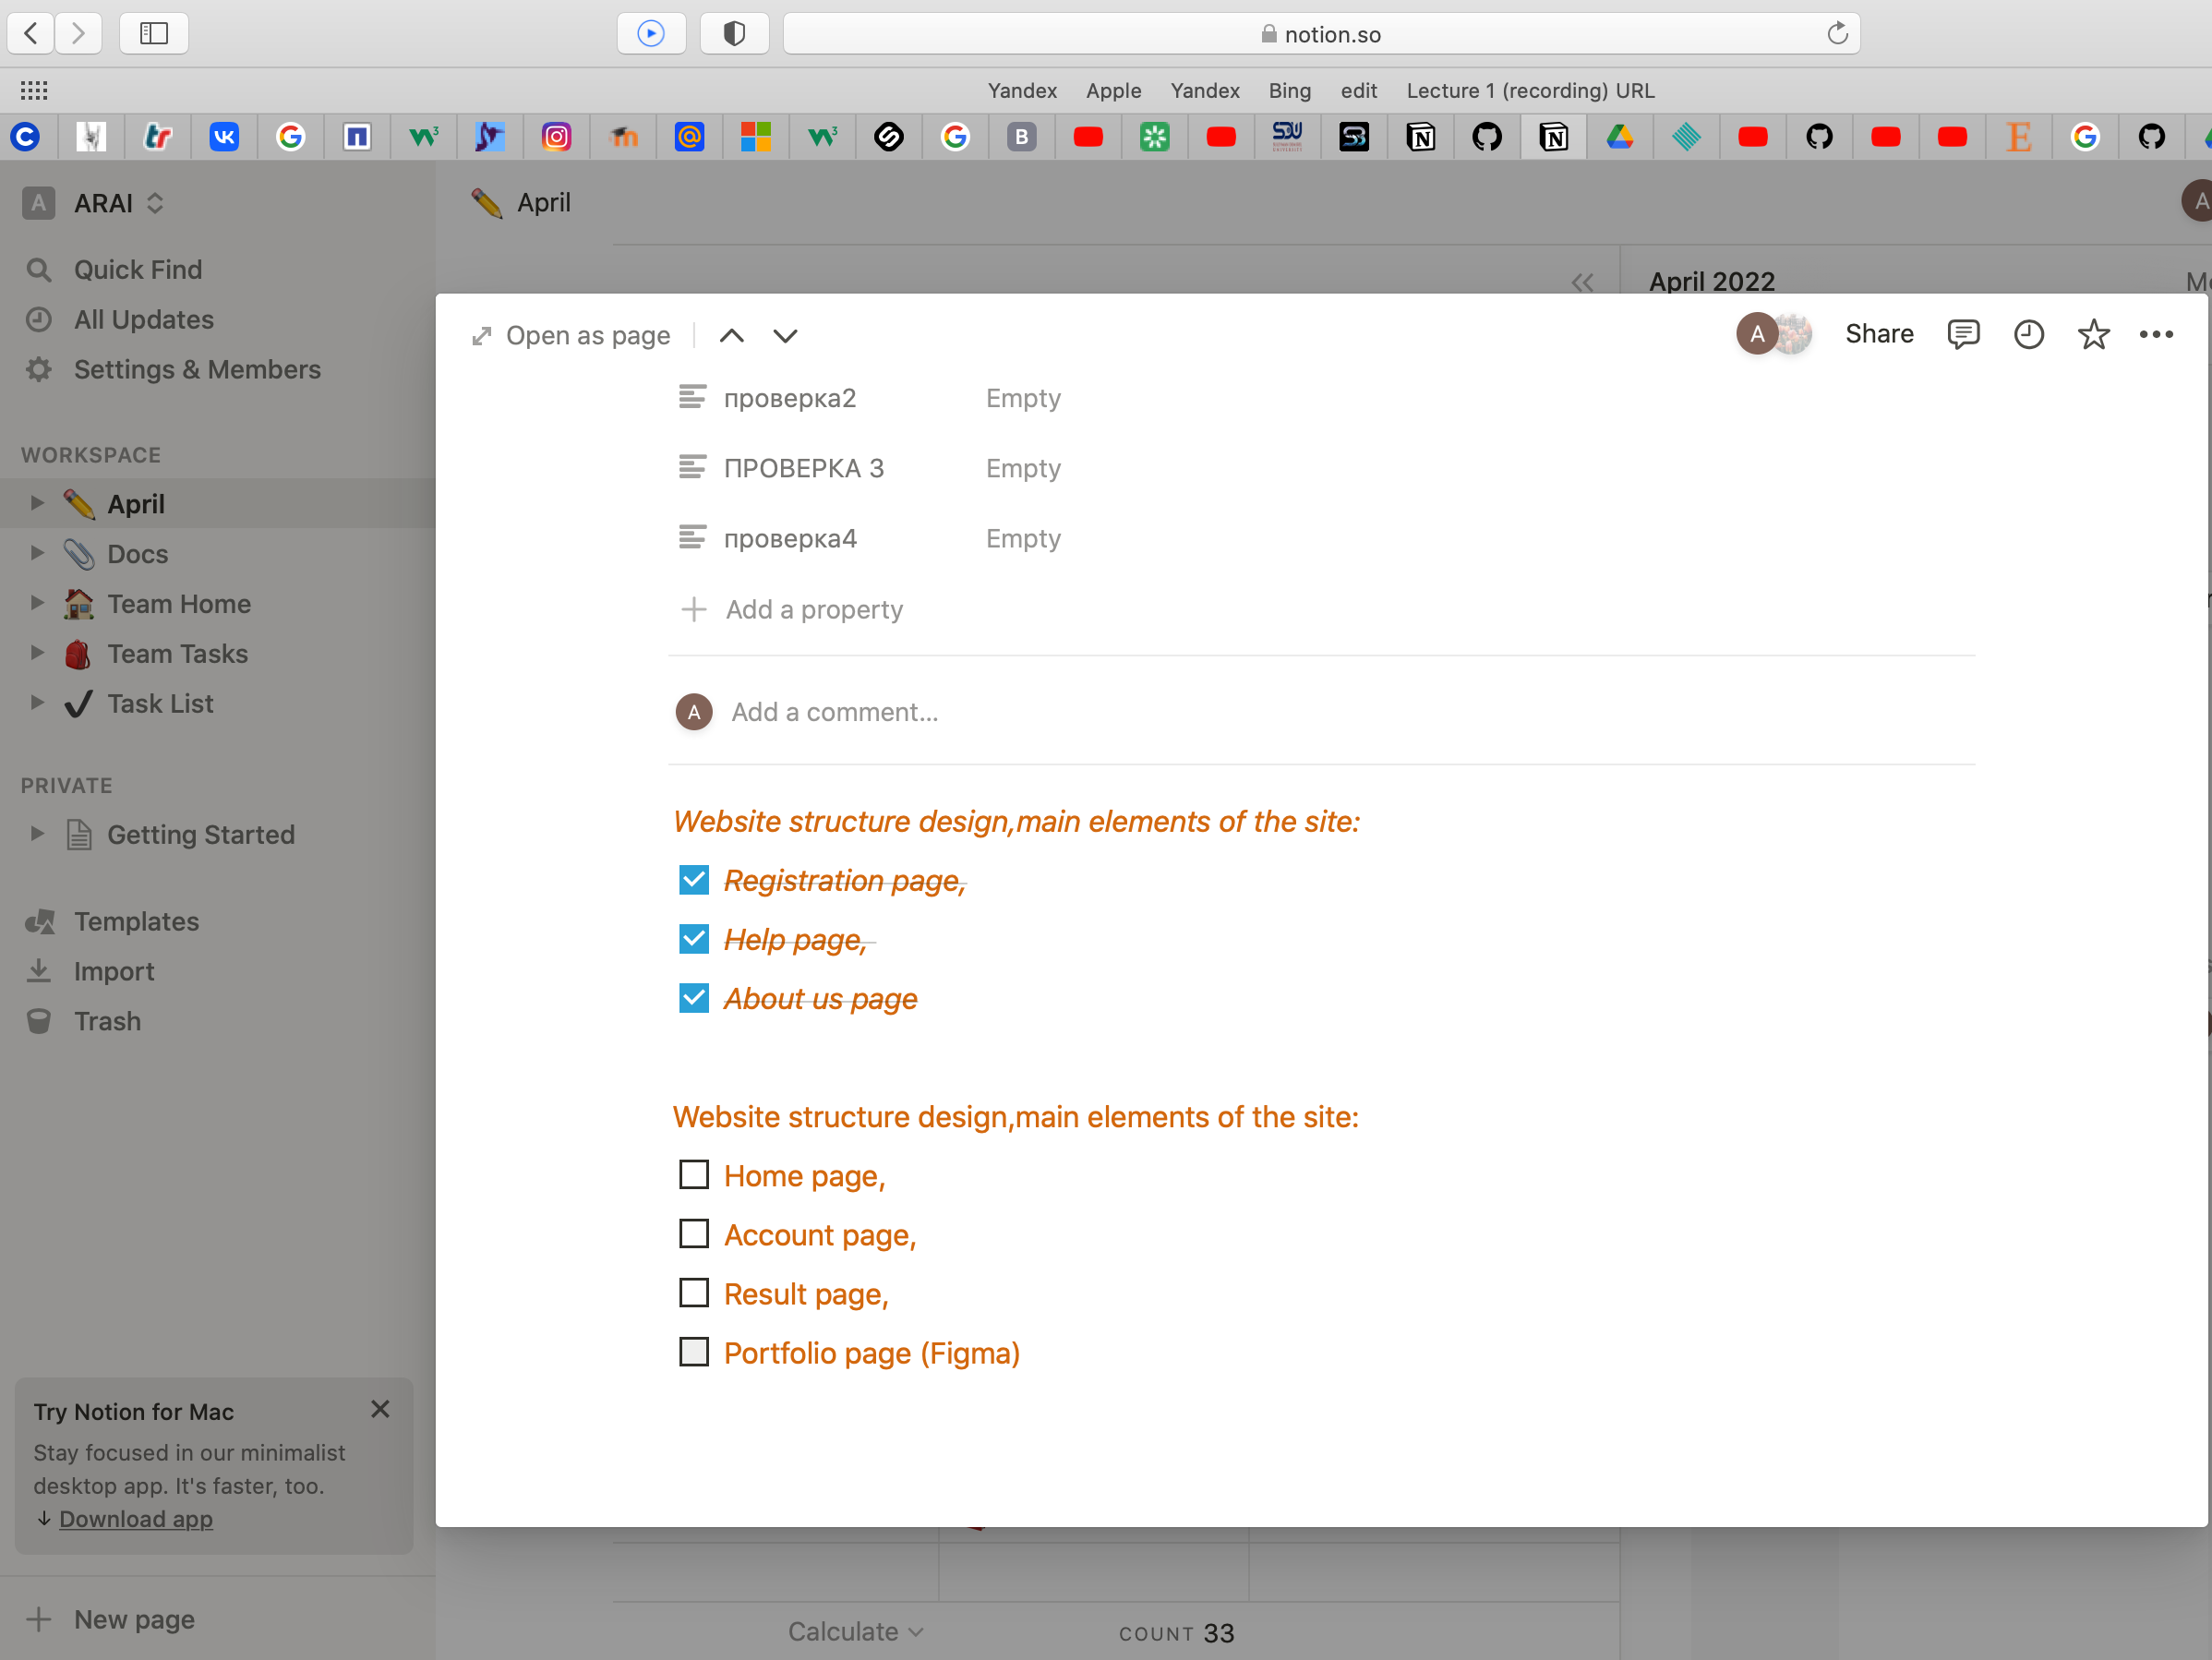 notion.so
Yandex Apple Yandex Bing edit Lecture 1 (recording) URL
A ARAI
Quick Find
All Updates
Settings & Members
WORKSPACE
April
Docs
Team Home
Team Tasks
Task List
PRIVATE
Getting Started
Templates
Import
Trash
Try Notion for Mac
Stay focused in our minimalist
desktop app. It's faster, too.
Download app
New page
April
A
April 2022
Open as page
A
Share
проверка2 Empty
ПРОВЕРКА 3 Empty
проверка4 Empty
Add a property
A Add a comment...
Website structure design,main elements of the site:
Registration page,
Help page,
About us page
Website structure design,main elements of the site:
Home page,
Account page,
Result page,
Portfolio page (Figma)
Calculate COUNT 33